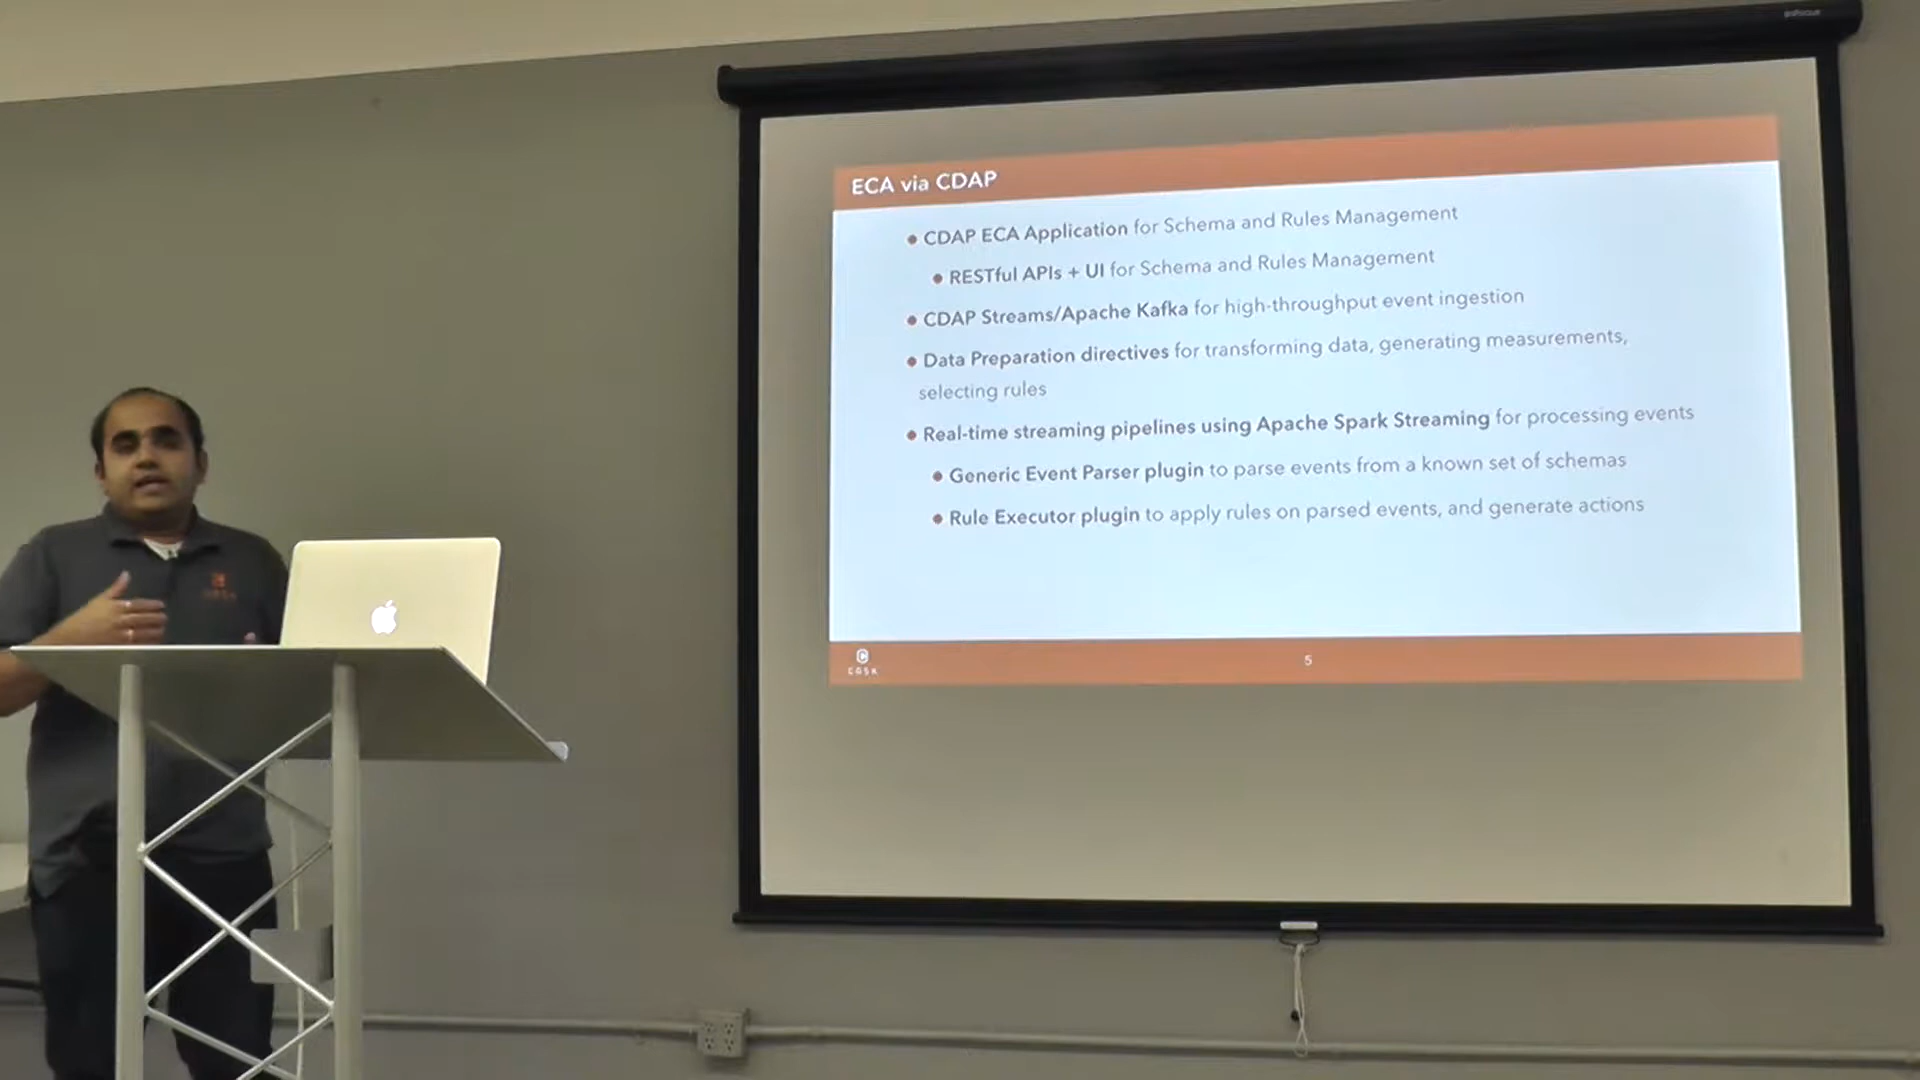 ECA via CDAP
● CDAP ECA Application for Schema and Rules Management
● RESTful APIs + UI for Schema and Rules Management
● CDAP Streams/Apache Kafka for high-throughput event ingestion
● Data Preparation directives for transforming data, generating measurements,
selecting rules
● Real-time streaming pipelines using Apache Spark Streaming for processing events
● Generic Event Parser plugin to parse events from a known set of schemas
● Rule Executor plugin to apply rules on parsed events, and generate actions
CASK
5